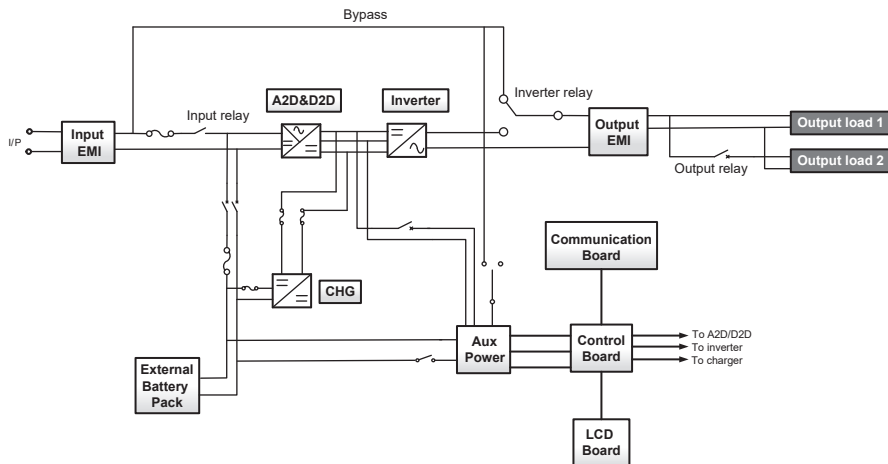 Bypass
A2D&D2D
Inverter
Inverter relay
Input relay
I/P
Input
EMI
Output
EMI
Output load 1
Output load 2
Output relay
Communication
Board
CHG
Aux
Power
Control
Board
To A2D/D2D
To inverter
To charger
External
Battery
Pack
LCD
Board